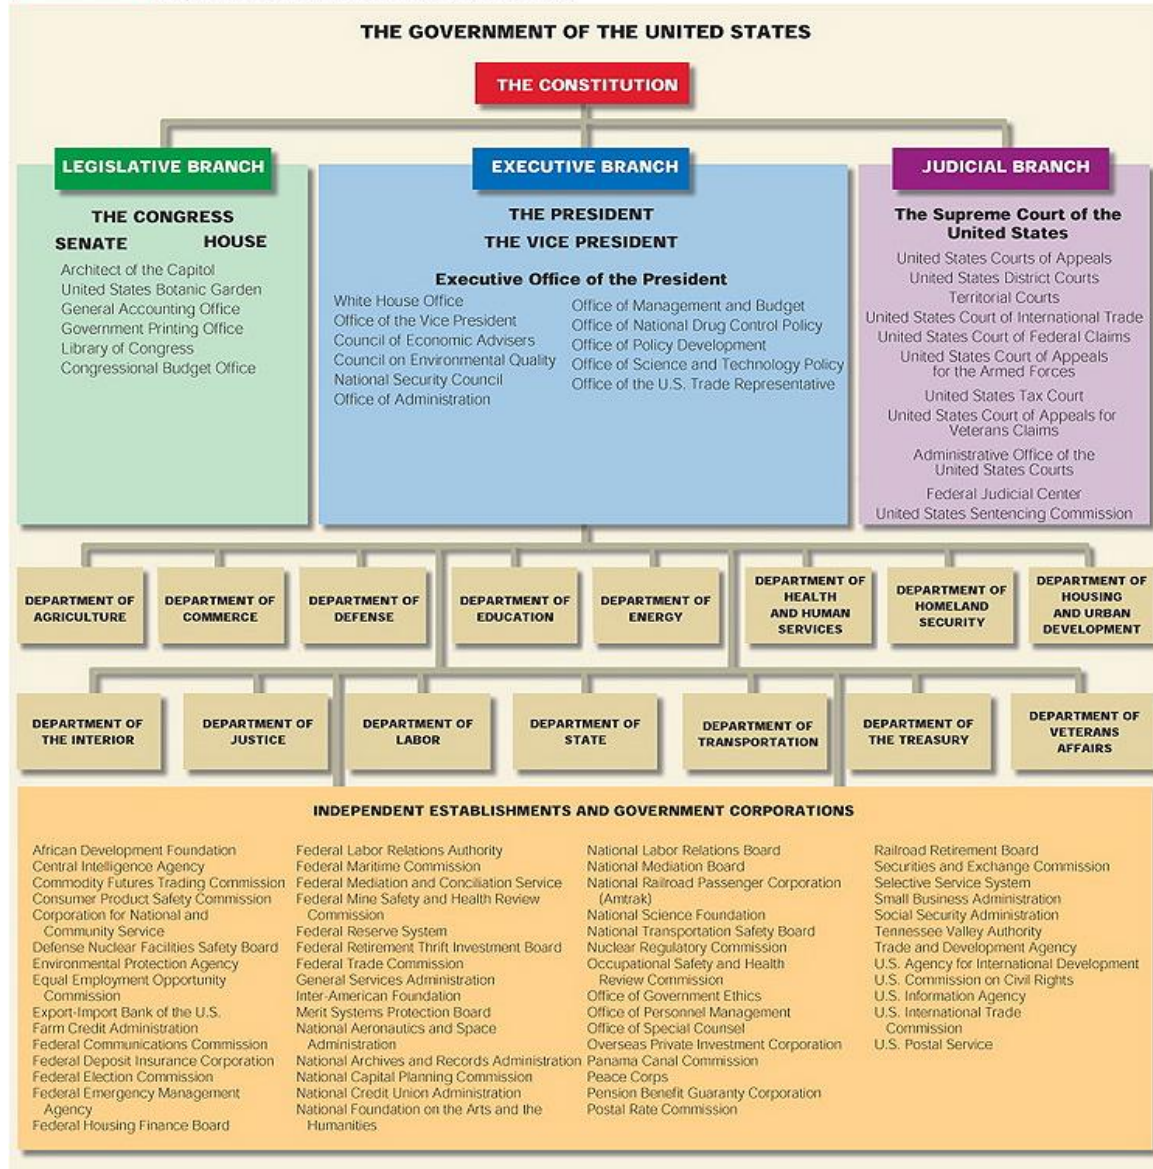 THE GOVERNMENT OF THE UNITED STATES
THE CONSTITUTION
LEGISLATIVE BRANCH
THE CONGRESS
SENATE HOUSE
Architect of the Capitol
United States Botanic Garden
General Accounting Office
Government Printing Office
Library of Congress
Congressional Budget Office
EXECUTIVE BRANCH
THE PRESIDENT
THE VICE PRESIDENT
Executive Office of the President
White House Office
Office of the Vice President
Council of Economic Advisers
Council on Environmental Quality
National Security Council
Office of Administration
Office of Management and Budget
Office of National Drug Control Policy
Office of Policy Development
Office of Science and Technology Policy
Office of the U.S. Trade Representative
JUDICIAL BRANCH
The Supreme Court of the
United States
United States Courts of Appeals
United States District Courts
Territorial Courts
United States Court of International Trade
United States Court of Federal Claims
United States Court of Appeals
for the Armed Forces
United States Tax Court
United States Court of Appeals for
Veterans Claims
Administrative Office of the
United States Courts
Federal Judicial Center
United States Sentencing Commission
DEPARTMENT OF
AGRICULTURE
DEPARTMENT OF
COMMERCE
DEPARTMENT OF
DEFENSE
DEPARTMENT OF
EDUCATION
DEPARTMENT OF
ENERGY
DEPARTMENT OF
HEALTH
AND HUMAN
SERVICES
DEPARTMENT OF
HOMELAND
SECURITY
DEPARTMENT OF
HOUSING
AND URBAN
DEVELOPMENT
DEPARTMENT OF
THE INTERIOR
DEPARTMENT OF
JUSTICE
DEPARTMENT OF
LABOR
DEPARTMENT OF
STATE
DEPARTMENT OF
TRANSPORTATION
DEPARTMENT OF
THE TREASURY
DEPARTMENT OF
VETERANS
AFFAIRS
INDEPENDENT ESTABLISHMENTS AND GOVERNMENT CORPORATIONS
African Development Foundation
Central Intelligence Agency
Commodity Futures Trading Commission
Consumer Product Safety Commission
Corporation for National and
Community Service
Defense Nuclear Facilities Safety Board
Environmental Protection Agency
Equal Employment Opportunity
Commission
Export-Import Bank of the U.S.
Farm Credit Administration
Federal Communications Commission
Federal Deposit Insurance Corporation
Federal Election Commission
Federal Emergency Management
Agency
Federal Housing Finance Board
Federal Labor Relations Authority
Federal Maritime Commission
Federal Mediation and Conciliation Service
Federal Mine Safety and Health Review
Commission
Federal Reserve System
Federal Retirement Thrift Investment Board
Federal Trade Commission
General Services Administration
Inter-American Foundation
Merit Systems Protection Board
National Aeronautics and Space
Administration
National Archives and Records Administration
National Capital Planning Commission
National Credit Union Administration
National Foundation on the Arts and the
Humanities
National Labor Relations Board
National Mediation Board
National Railroad Passenger Corporation
(Amtrak)
National Science Foundation
National Transportation Safety Board
Nuclear Regulatory Commission
Occupational Safety and Health
Review Commission
Office of Government Ethics
Office of Personnel Management
Office of Special Counsel
Overseas Private Investment Corporation
Panama Canal Commission
Peace Corps
Pension Benefit Guaranty Corporation
Postal Rate Commission
Railroad Retirement Board
Securities and Exchange Commission
Selective Service System
Small Business Administration
Social Security Administration
Tennessee Valley Authority
Trade and Development Agency
U.S. Agency for International Development
U.S. Commission on Civil Rights
U.S. Information Agency
U.S. International Trade
Commission
U.S. Postal Service